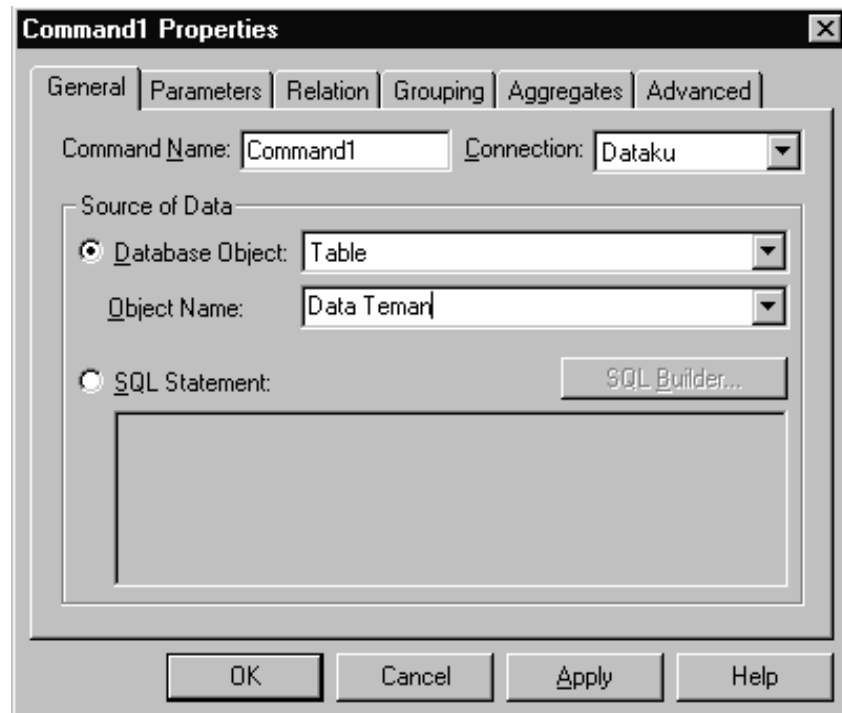 Command1 Properties
General Parameters Relation Grouping Aggregates Advanced
Command Name: Command1 Connection: Dataku
Source of Data
Database Object: Table
Object Name: Data Teman
SQL Statement: SQL Builder...
OK Cancel Apply Help